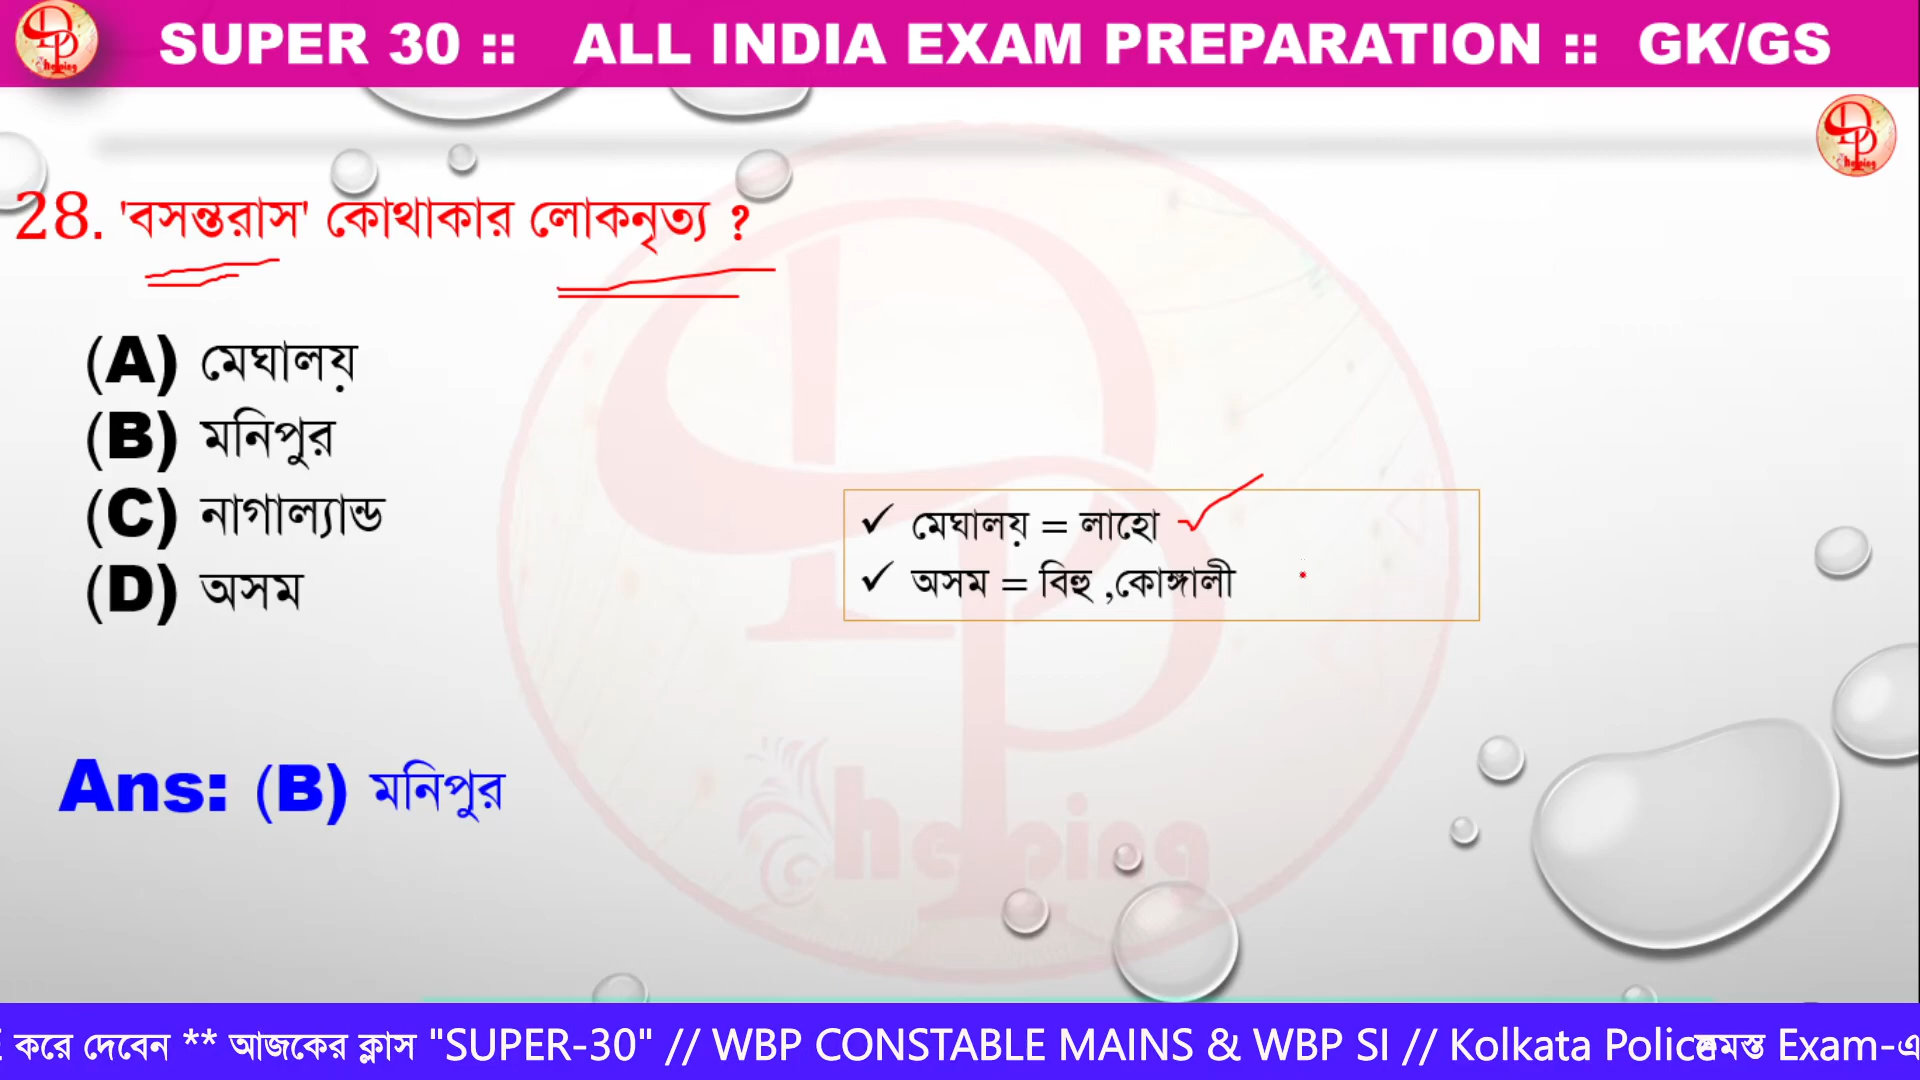 SUPER 30 :: ALL INDIA EXAM PREPARATION :: GK/GS
28. 'বসন্তরাস' কোথাকার লোকনৃত্য ?
(A) মেঘালয়
(B) মনিপুর
(C) নাগাল্যান্ড
(D) অসম
✓ মেঘালয় = লাহো
✓ অসম = বিহু ,কোঙ্গালী
Ans: (B) মনিপুর
helping
করে দেবেন ** আজকের ক্লাস "SUPER-30" // WBP CONSTABLE MAINS & WBP SI // Kolkata Police সমস্ত Exam-এ